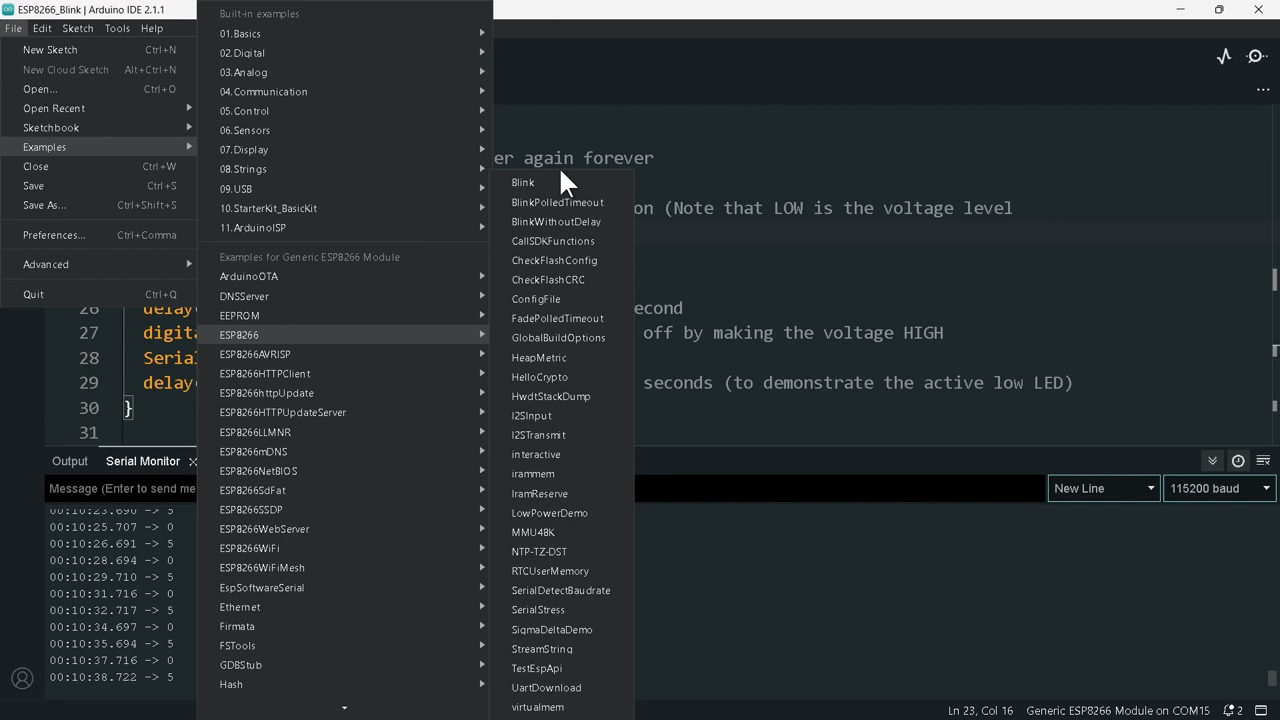 ESP8266_Blink | Arduino IDE 2.1.1
File Edit Sketch Tools Help
New Sketch Ctrl+N
New Cloud Sketch Alt+Ctrl+N
Open... Ctrl+O
Open Recent
Sketchbook
Examples
Close Ctrl+W
Save Ctrl+S
Save As... Ctrl+Shift+S
Preferences... Ctrl+Comma
Advanced
Quit Ctrl+Q
Built-in examples
01.Basics
02.Digital
03.Analog
04.Communication
05.Control
06.Sensors
07.Display
08.Strings
09.USB
10.StarterKit_BasicKit
11.ArduinoISP
Examples for Generic ESP8266 Module
ArduinoOTA
DNSServer
EEPROM
ESP8266
ESP8266AVRISP
ESP8266HTTPClient
ESP8266httpUpdate
ESP8266HTTPUpdateServer
ESP8266LLMNR
ESP8266mDNS
ESP8266NetBIOS
ESP8266SdFat
ESP8266SSDP
ESP8266WebServer
ESP8266WiFi
ESP8266WiFiMesh
EspSoftwareSerial
Ethernet
Firmata
FSTools
GDBStub
Hash
Blink
BlinkPolledTimeout
BlinkWithoutDelay
CallSDKFunctions
CheckFlashConfig
CheckFlashCRC
ConfigFile
FadePolledTimeout
GlobalBuildOptions
HeapMetric
HelloCrypto
HwdtStackDump
I2SInput
I2STransmit
interactive
irammem
IramReserve
LowPowerDemo
MMU48K
NTP-TZ-DST
RTCUserMemory
SerialDetectBaudrate
SerialStress
SigmaDeltaDemo
StreamString
TestEspApi
UartDownload
virtualmem
er again forever
on (Note that LOW is the voltage level
26 delay econd
27 digit off by making the voltage HIGH
28 Seria
29 delay seconds (to demonstrate the active low LED)
30 }
31
Output Serial Monitor
Message (Enter to send me New Line 115200 baud
00:10:23.690 -> 5
00:10:25.707 -> 0
00:10:26.691 -> 5
00:10:28.694 -> 0
00:10:29.710 -> 5
00:10:31.716 -> 0
00:10:32.717 -> 5
00:10:34.697 -> 0
00:10:35.694 -> 5
00:10:37.716 -> 0
00:10:38.722 -> 5
Ln 23, Col 16 Generic ESP8266 Module on COM15 2